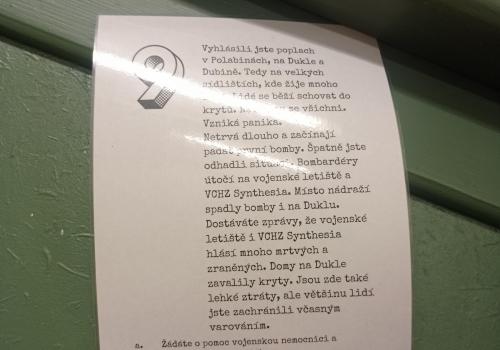 9
Vyhlásili jste poplach
v Polabinách, na Dukle a
Dubině. Tedy na velkých
sídlištích, kde žije mnoho
Lidé se běží schovat do
krytů. se všichni.
Vzniká panika.
Netrvá dlouho a začínají
padat první bomby. Špatně jste
odhadli situaci. Bombardéry
útočí na vojenské letiště a
VCHZ Synthesia. Místo nádraží
spadly bomby i na Duklu.
Dostáváte zprávy, že vojenské
letiště i VCHZ Synthesia
hlásí mnoho mrtvých a
zraněných. Domy na Dukle
zavalily kryty. Jsou zde také
lehké ztráty, ale většinu lidí
jste zachránili včasným
varováním.
a. Žádáte o pomoc vojenskou nemocnici a